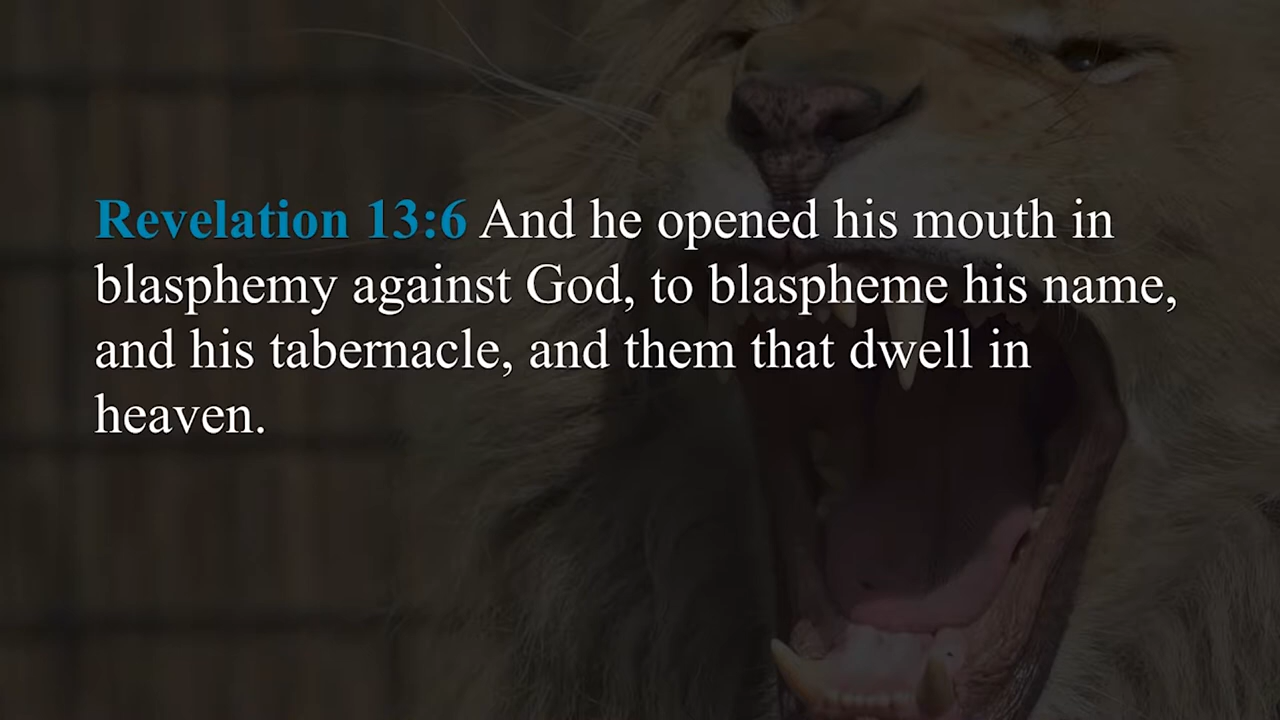 Revelation 13:6 And he opened his mouth in
blasphemy against God, to blaspheme his name,
and his tabernacle, and them that dwell in
heaven.